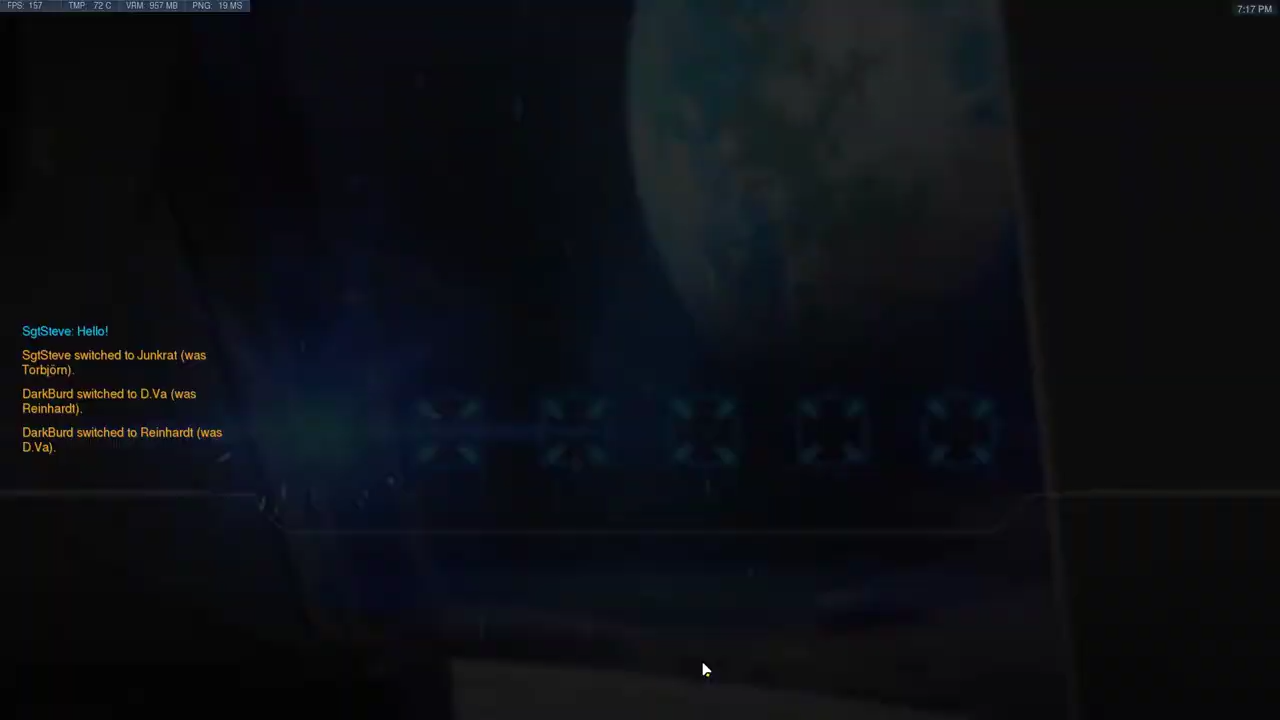 FPS: 157 TMP: 72 C VRM: 957 MB PNG: 19 MS
7:17 PM
SgtSteve: Hello!
SgtSteve switched to Junkrat (was
Torbjörn).
DarkBurd switched to D.Va (was
Reinhardt).
DarkBurd switched to Reinhardt (was
D.Va).